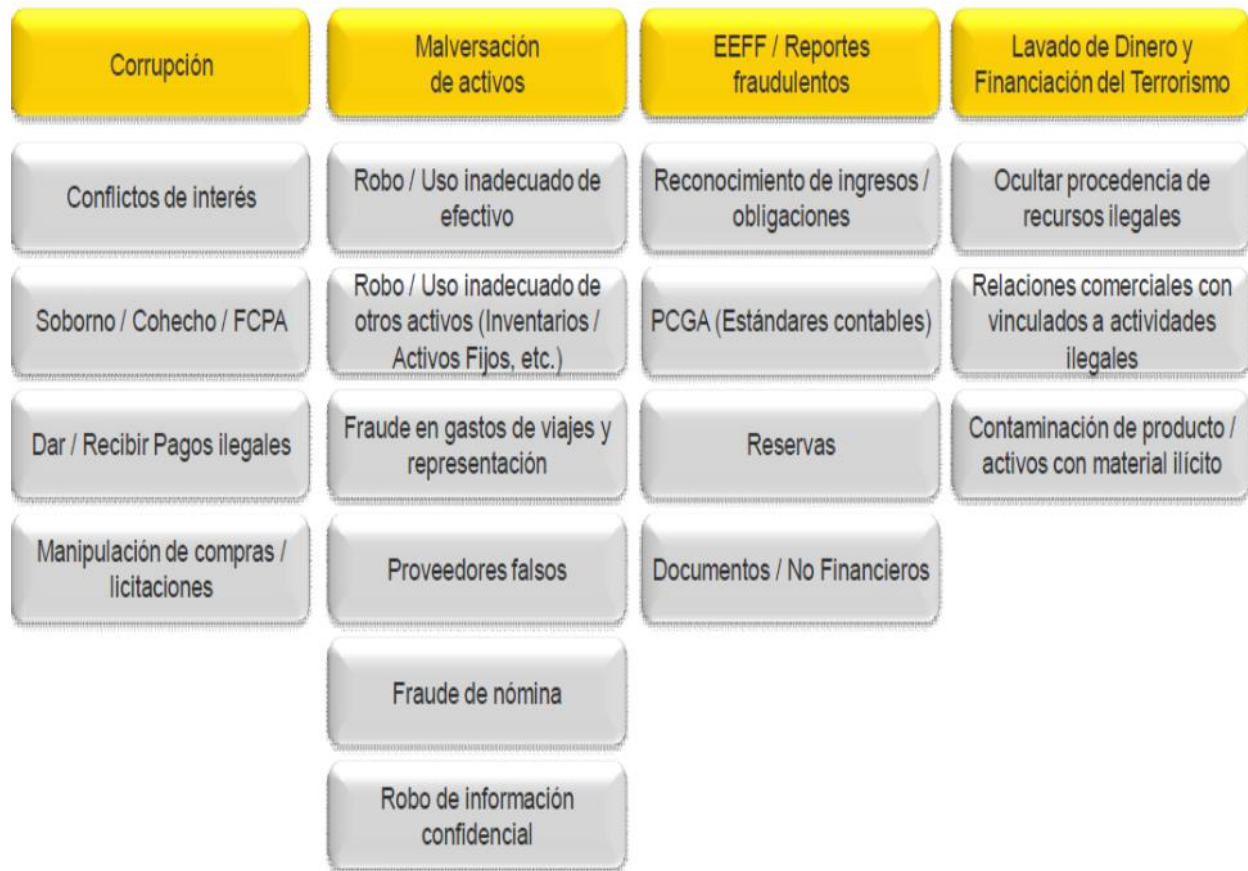 Corrupción
Malversación
de activos
EEFF / Reportes
fraudulentos
Lavado de Dinero y
Financiación del Terrorismo
Conflictos de interés
Robo / Uso inadecuado de
efectivo
Reconocimiento de ingresos /
obligaciones
Ocultar procedencia de
recursos ilegales
Soborno / Cohecho / FCPA
Robo / Uso inadecuado de
otros activos (Inventarios /
Activos Fijos, etc.)
PCGA (Estándares contables)
Relaciones comerciales con
vinculados a actividades
ilegales
Dar / Recibir Pagos ilegales
Fraude en gastos de viajes y
representación
Reservas
Contaminación de producto /
activos con material ilícito
Manipulación de compras /
licitaciones
Proveedores falsos
Documentos / No Financieros
Fraude de nómina
Robo de información
confidencial